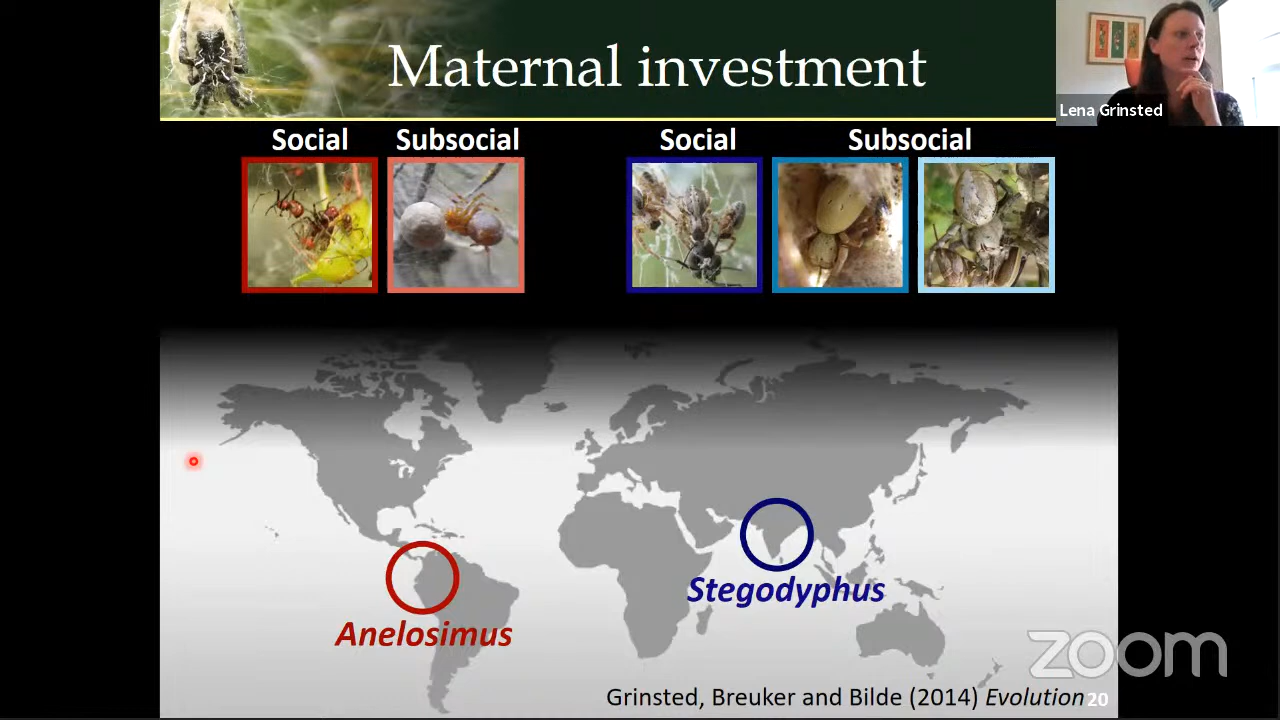 Maternal investment
Lena Grinsted
Social Subsocial Social Subsocial
Stegodyphus
Anelosimus
zoom
Grinsted, Breuker and Bilde (2014) Evolution 20